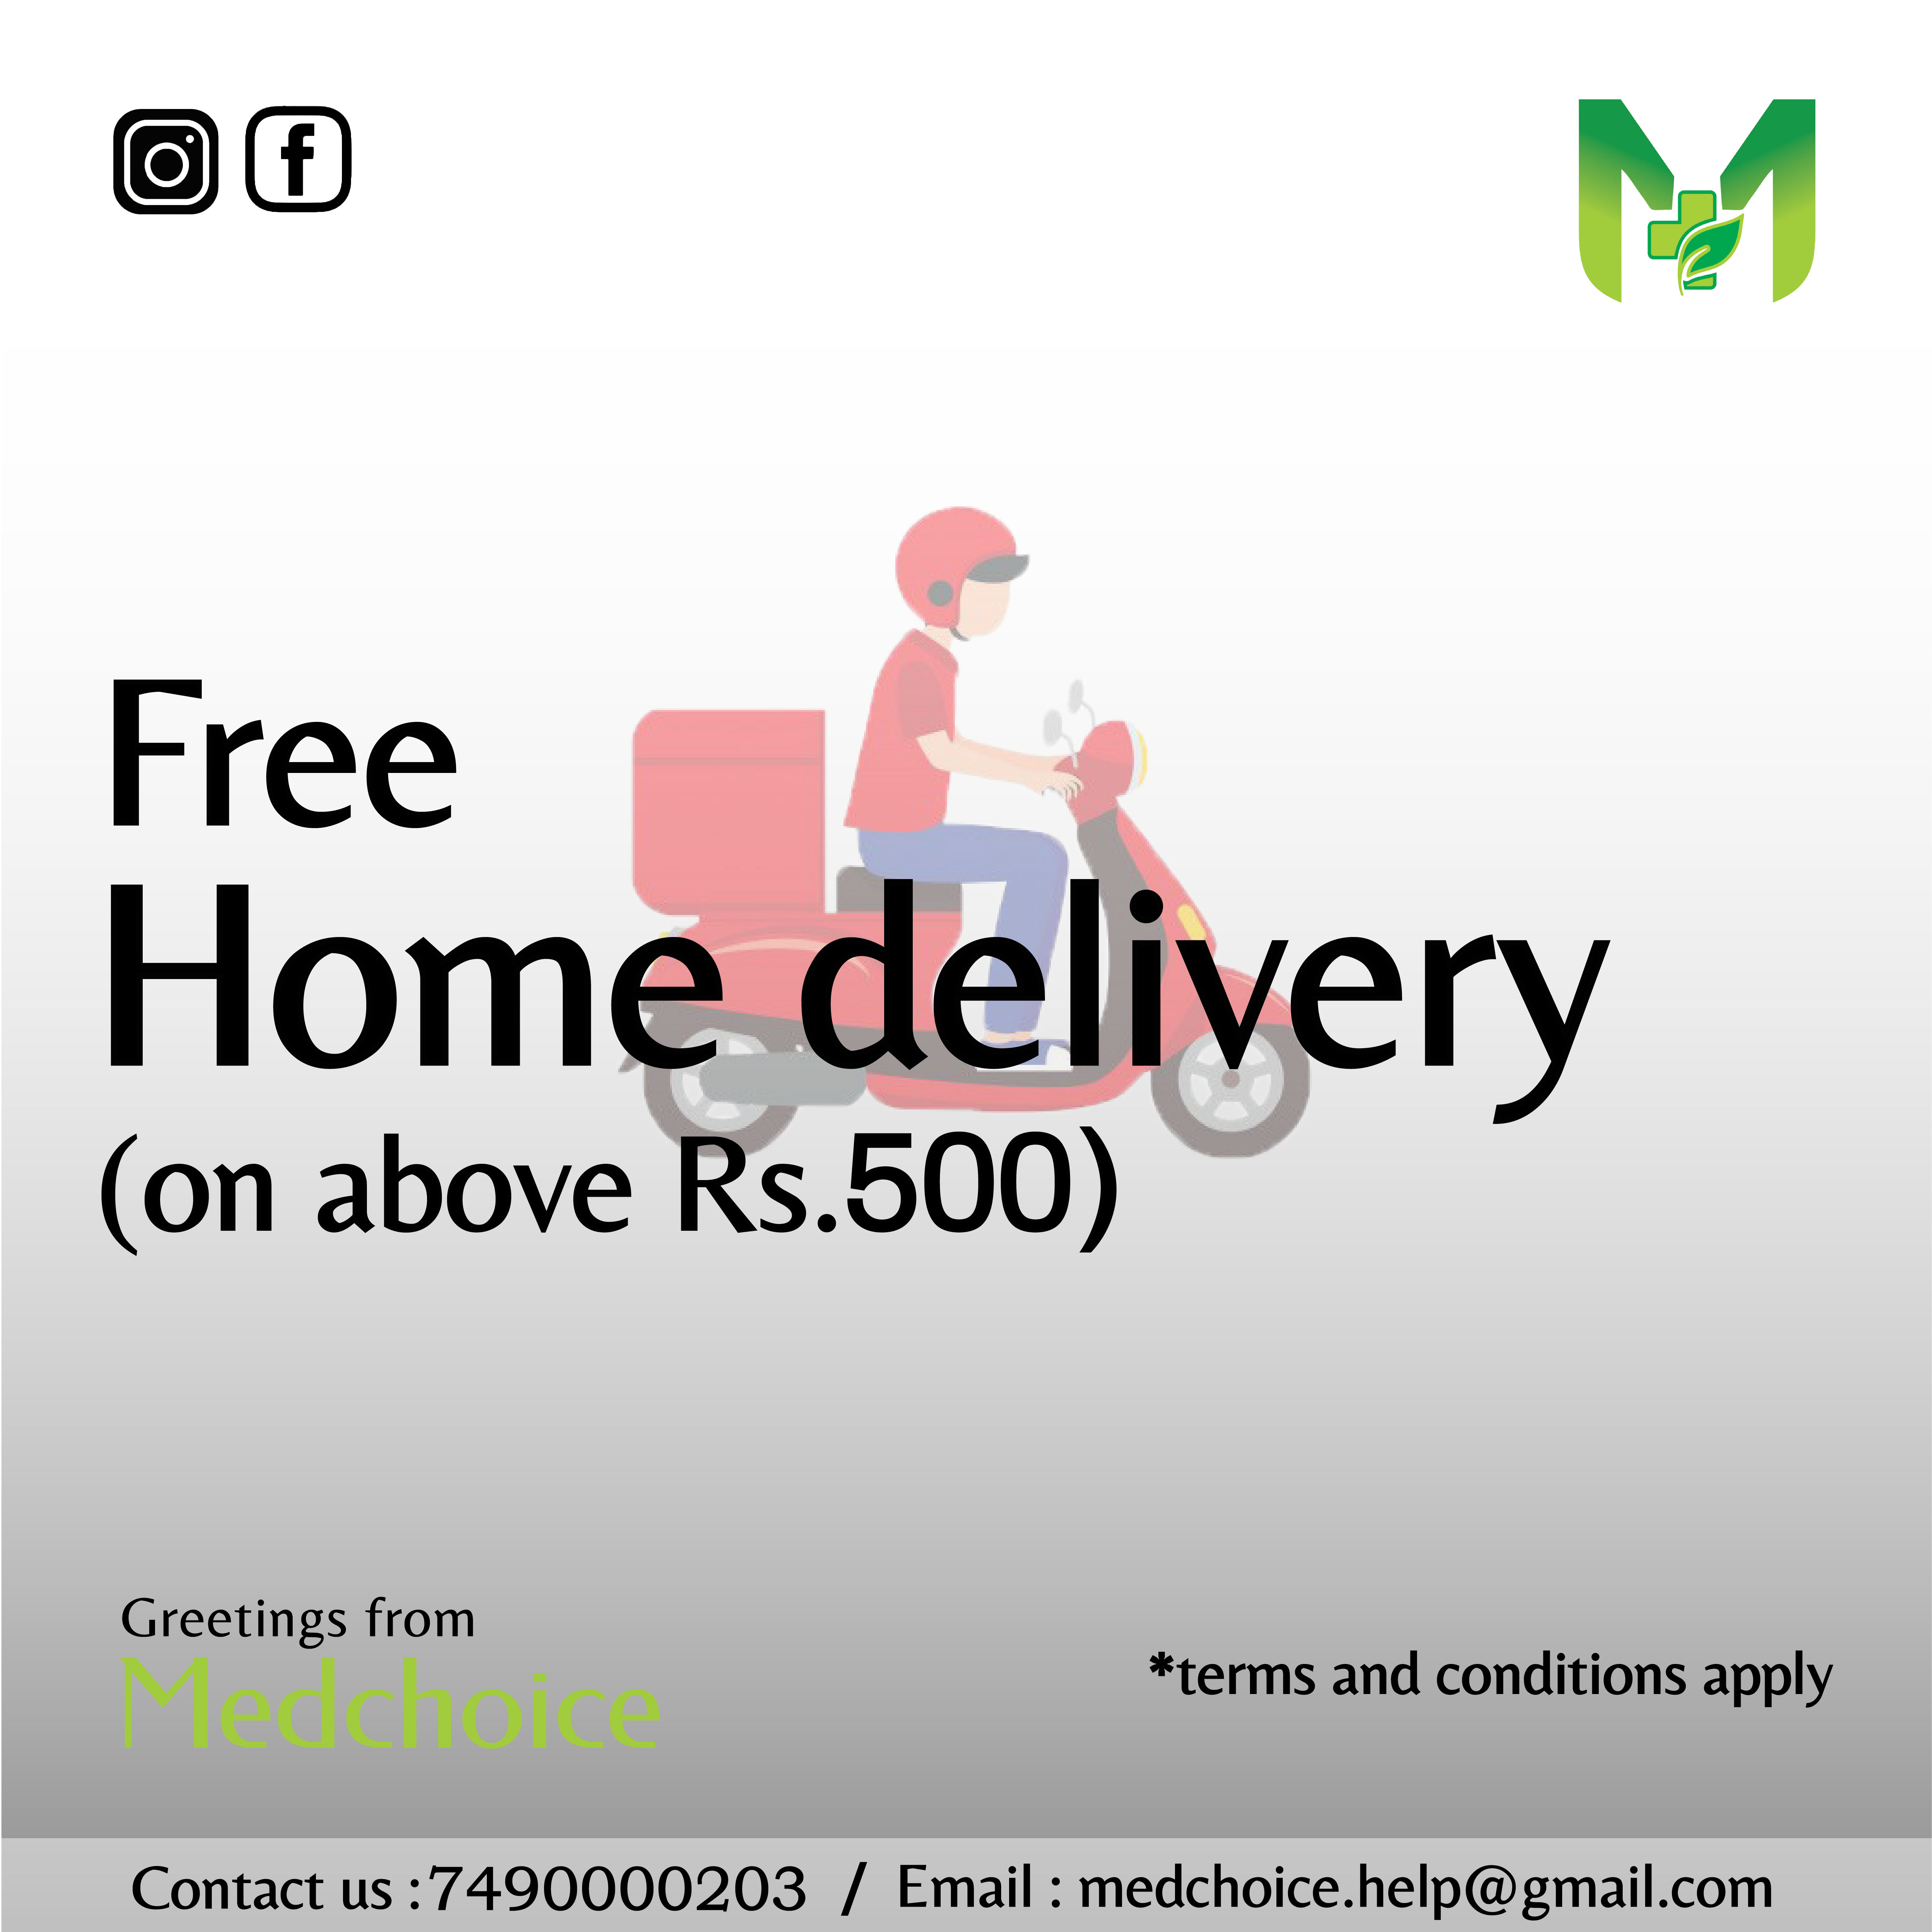 Free
Home delivery
(on above Rs.500)
Greetings from
Medchoice
*terms and conditions apply
Contact us :7490000203 / Email : medchoice.help@gmail.com